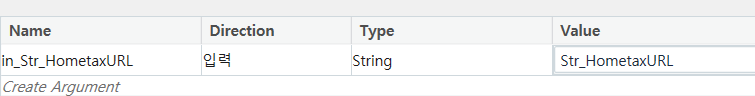 Name Direction Type Value
in_Str_HometaxURL 입력 String Str_HometaxURL
Create Argument